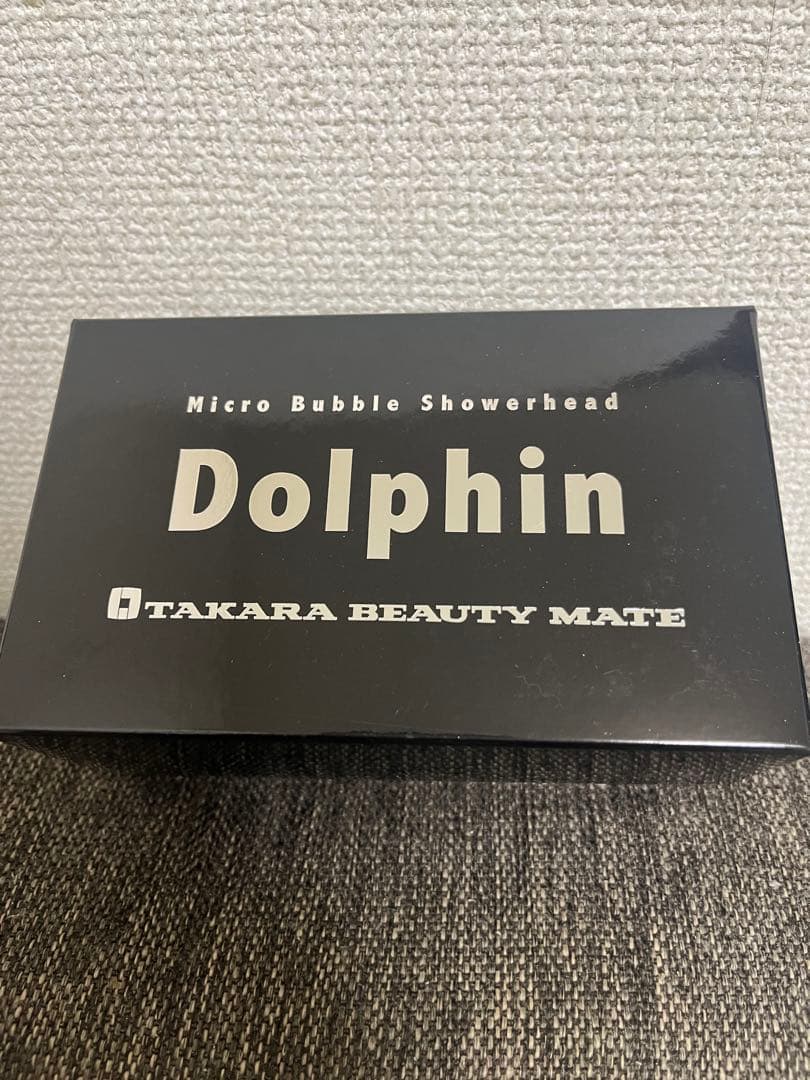 Micro Bubble Showerhead
Dolphin
TAKARA BEAUTY MATE